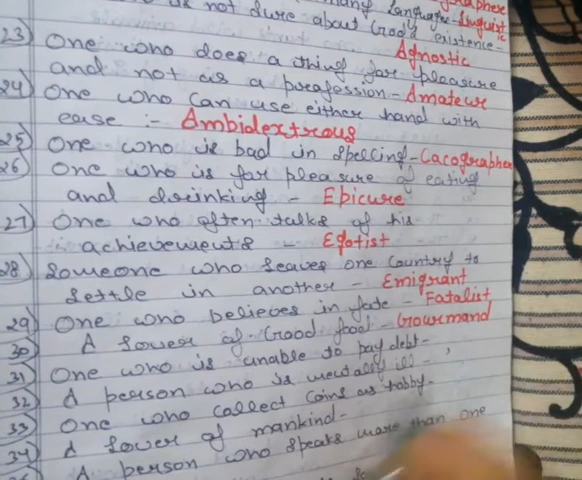 many languages- Linguist
is not sure about God's existence-
Agnostic
23) One who does a thing for pleasure
and not as a profession - Amateur
24) One who can use either hand with
ease :- Ambidextrous
25) One who is bad in spelling - Cacographer
26) One who is for pleasure of eating
and drinking - Epicure
27) One who often talks of his
achievements - Egotist
28) Someone who leaves one country to
settle in another - Emigrant
29) One who believes in fate - Fatalist
30) A lover of Good food - Gourmand
31) One who is unable to pay debt -
32) A person who is mentally ill -
33) One who collect coins as hobby -
34) A lover of mankind -
A person who speaks more than one